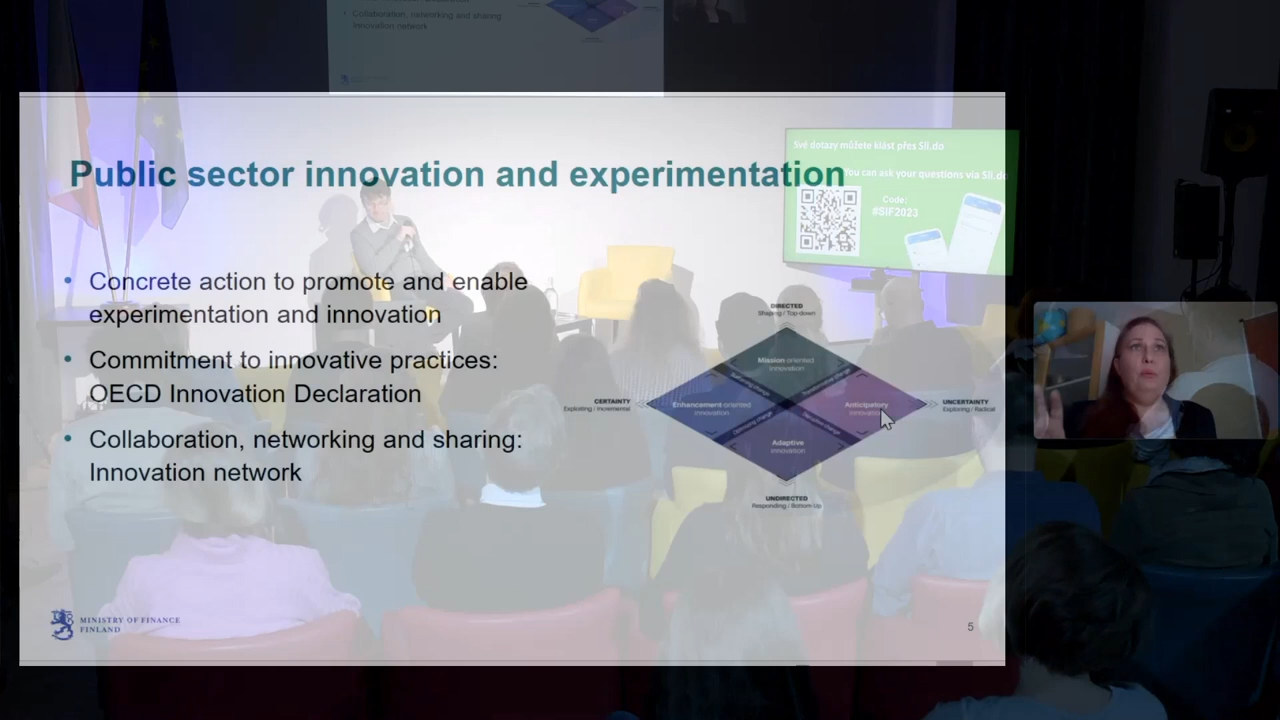 Collaboration, networking and sharing:
Innovation network
Své dotazy můžete klást přes Sli.do
You can ask your questions via Sli.do
Code:
#SIF2023
Public sector innovation and experimentation
• Concrete action to promote and enable
experimentation and innovation
• Commitment to innovative practices:
OECD Innovation Declaration
• Collaboration, networking and sharing:
Innovation network
DIRECTED
Shaping / Top-down
Mission oriented
innovation
CERTAINTY
Exploiting / Incremental
Enhancement oriented
innovation
Anticipatory
innovation
UNCERTAINTY
Exploring / Radical
Adaptive
innovation
UNDIRECTED
Responding / Bottom Up
MINISTRY OF FINANCE
FINLAND
5